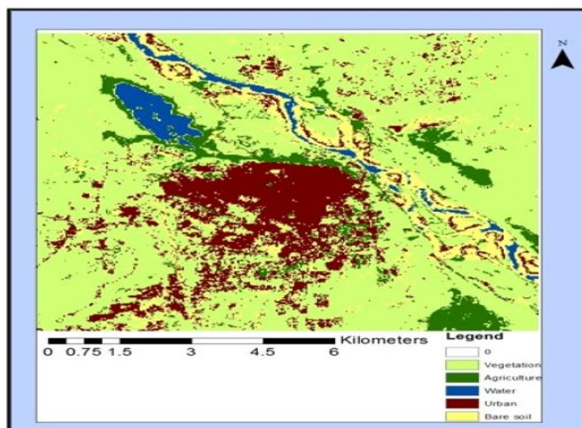 N
Kilometers
0 0.75 1.5 3 4.5 6
Legend
0
Vegetation
Agriculture
Water
Urban
Bare soil